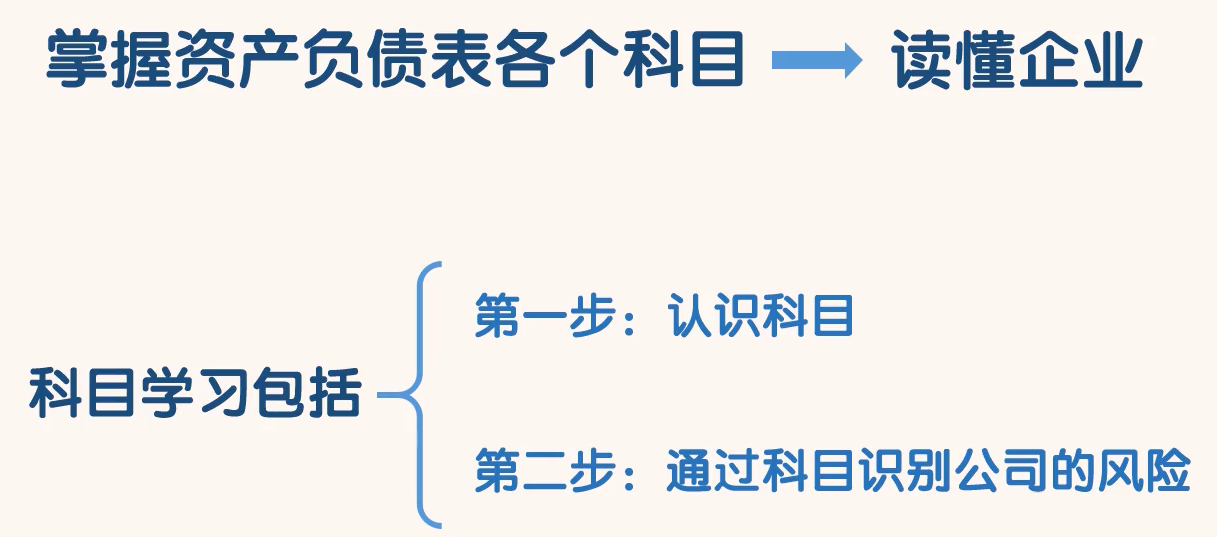 掌握资产负债表各个科目 读懂企业
第一步：认识科目
科目学习包括
第二步：通过科目识别公司的风险